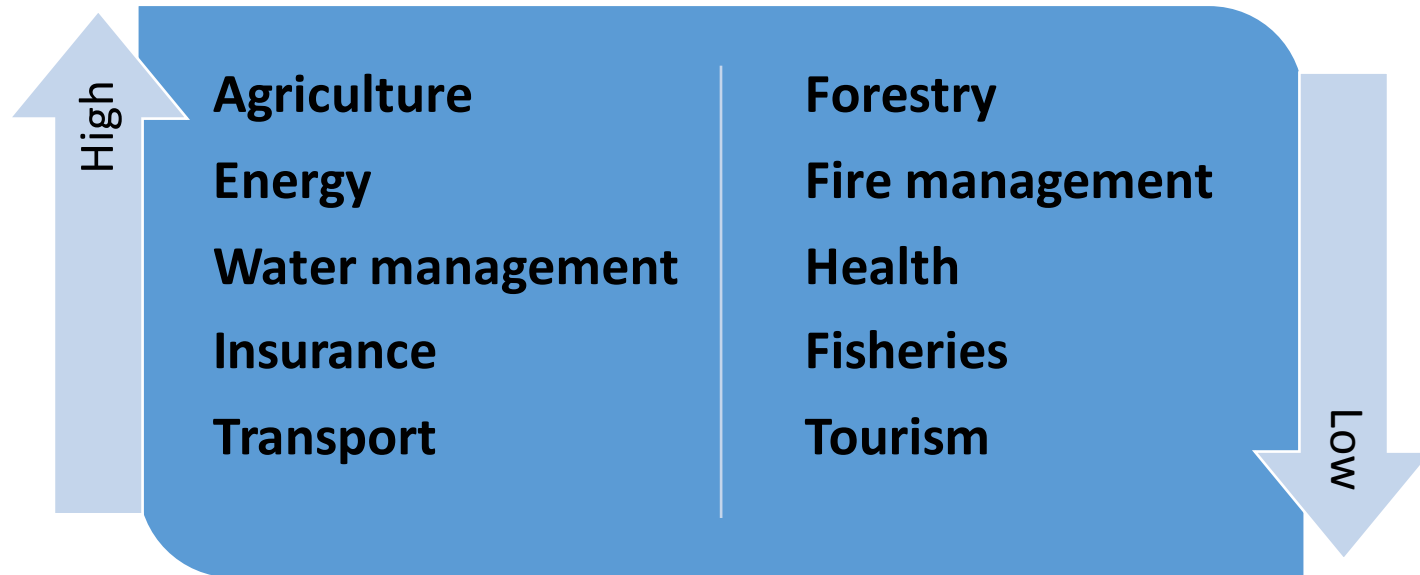 High
Agriculture
Energy
Water management
Insurance
Transport
Forestry
Fire management
Health
Fisheries
Tourism
Low